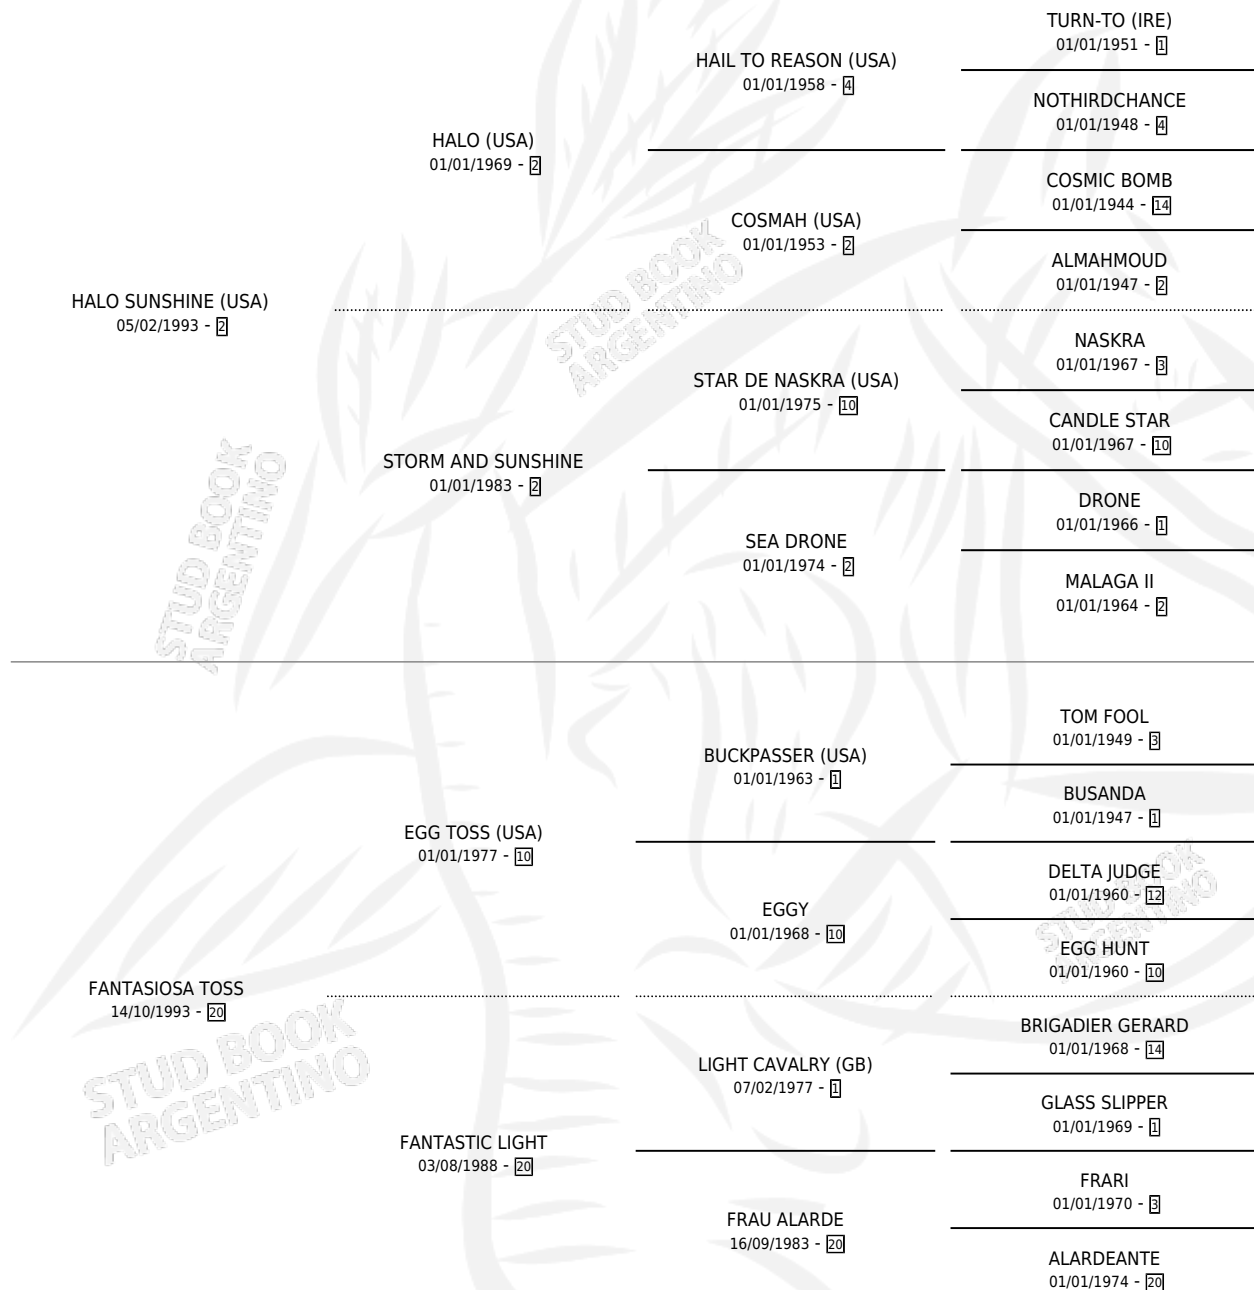 TURN-TO (IRE)
01/01/1951 - 1
HAIL TO REASON (USA)
01/01/1958 - 4
NOTHIRDCHANCE
01/01/1948 - 4
HALO (USA)
01/01/1969 - 2
COSMIC BOMB
01/01/1944 - 14
COSMAH (USA)
01/01/1953 - 2
ALMAHMOUD
01/01/1947 - 2
HALO SUNSHINE (USA)
05/02/1993 - 2
NASKRA
01/01/1967 - 3
STAR DE NASKRA (USA)
01/01/1975 - 10
CANDLE STAR
01/01/1967 - 10
STORM AND SUNSHINE
01/01/1983 - 2
DRONE
01/01/1966 - 1
SEA DRONE
01/01/1974 - 2
MALAGA II
01/01/1964 - 2
STUD BOOK
ARGENTINO
STUD BOOK
ARGENTINO
TOM FOOL
01/01/1949 - 3
BUCKPASSER (USA)
01/01/1963 - 1
BUSANDA
01/01/1947 - 1
EGG TOSS (USA)
01/01/1977 - 10
DELTA JUDGE
01/01/1960 - 12
EGGY
01/01/1968 - 10
EGG HUNT
01/01/1960 - 10
FANTASIOSA TOSS
14/10/1993 - 20
BRIGADIER GERARD
01/01/1968 - 14
LIGHT CAVALRY (GB)
07/02/1977 - 1
GLASS SLIPPER
01/01/1969 - 1
FANTASTIC LIGHT
03/08/1988 - 20
FRARI
01/01/1970 - 3
FRAU ALARDE
16/09/1983 - 20
ALARDEANTE
01/01/1974 - 20
STUD BOOK
ARGENTINO
STUD BOOK
ARGENTINO